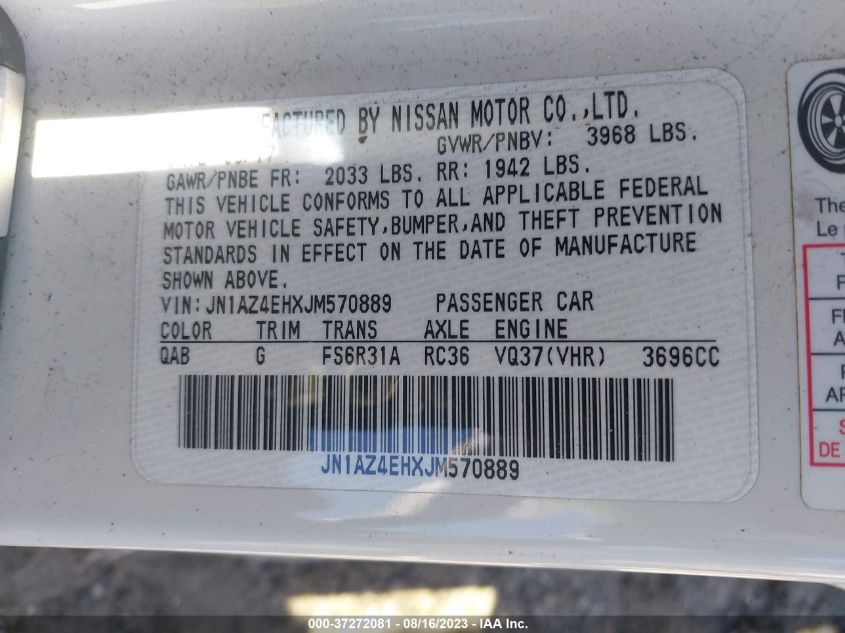 BY NISSAN MOTOR CO.,LTD.
GVWR/PNBV: 3968 LBS.
GAWR/PNBE FR: 2033 LBS. RR: 1942 LBS.
THIS VEHICLE CONFORMS TO ALL APPLICABLE FEDERAL
MOTOR VEHICLE SAFETY,BUMPER,AND THEFT PREVENTION
STANDARDS IN EFFECT ON THE DATE OF MANUFACTURE
SHOWN ABOVE.
VIN:JN1AZ4EHXJM570889 PASSENGER CAR
COLOR TRIM TRANS AXLE ENGINE
QAB G FS6R31A RC36 VQ37(VHR) 3696CC
JN1AZ4EHXJM570889
The
Le
DE
000-37272081 - 08/16/2023 - IAA Inc.